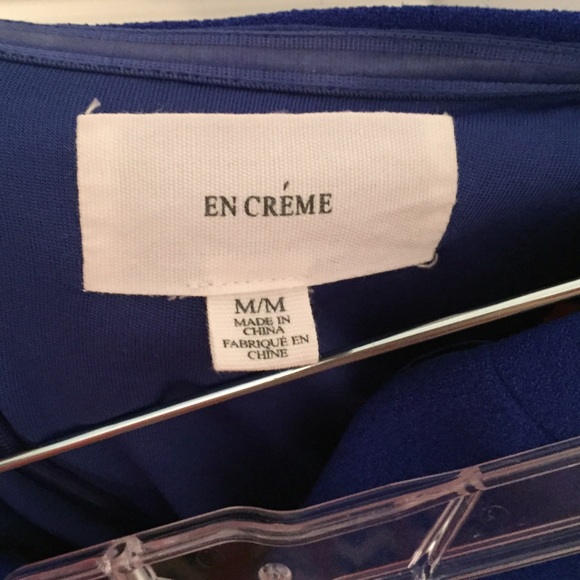 EN CRÉME
M/M
MADE IN
CHINA
FABRIQUÉ EN
CHINE